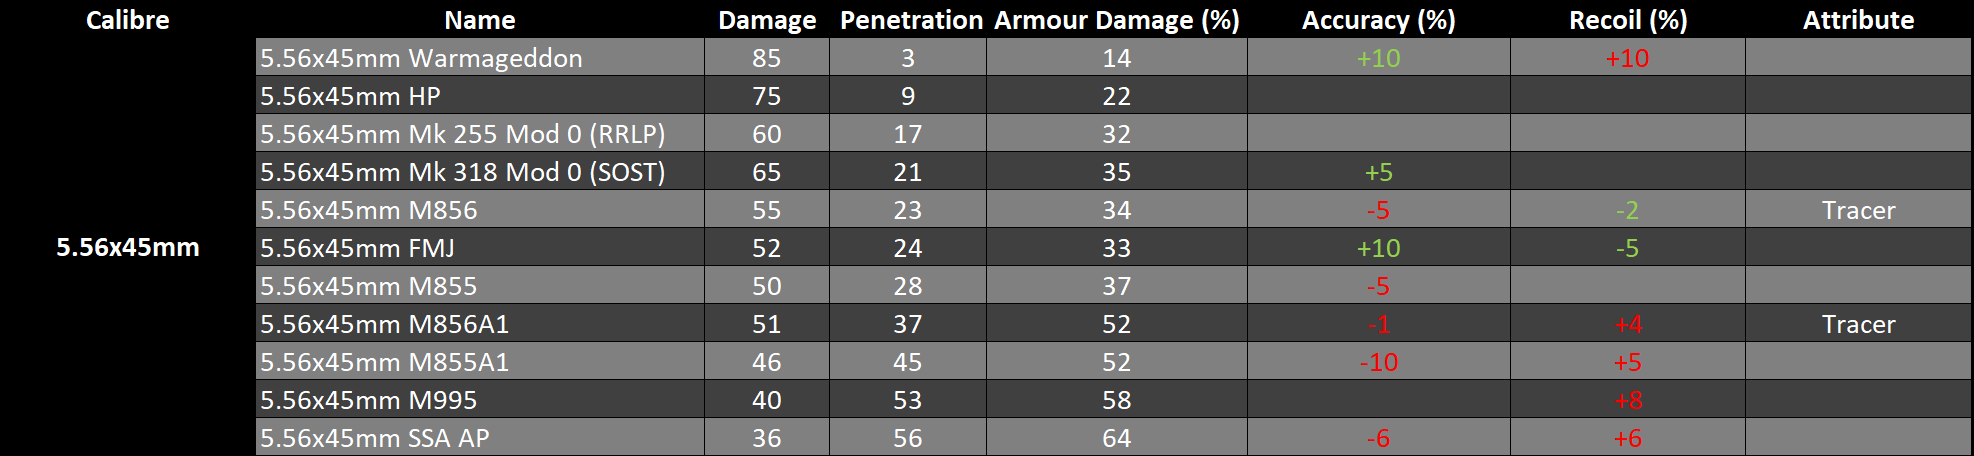 Calibre Name Damage Penetration Armour Damage (%) Accuracy (%) Recoil (%) Attribute
5.56x45mm Warmageddon 85 3 14 +10 +10
5.56x45mm HP 75 9 22
5.56x45mm Mk 255 Mod 0 (RRLP) 60 17 32
5.56x45mm Mk 318 Mod 0 (SOST) 65 21 35 +5
5.56x45mm M856 55 23 34 -5 -2 Tracer
5.56x45mm 5.56x45mm FMJ 52 24 33 +10 -5
5.56x45mm M855 50 28 37 -5
5.56x45mm M856A1 51 37 52 -1 +4 Tracer
5.56x45mm M855A1 46 45 52 -10 +5
5.56x45mm M995 40 53 58 +8
5.56x45mm SSA AP 36 56 64 -6 +6